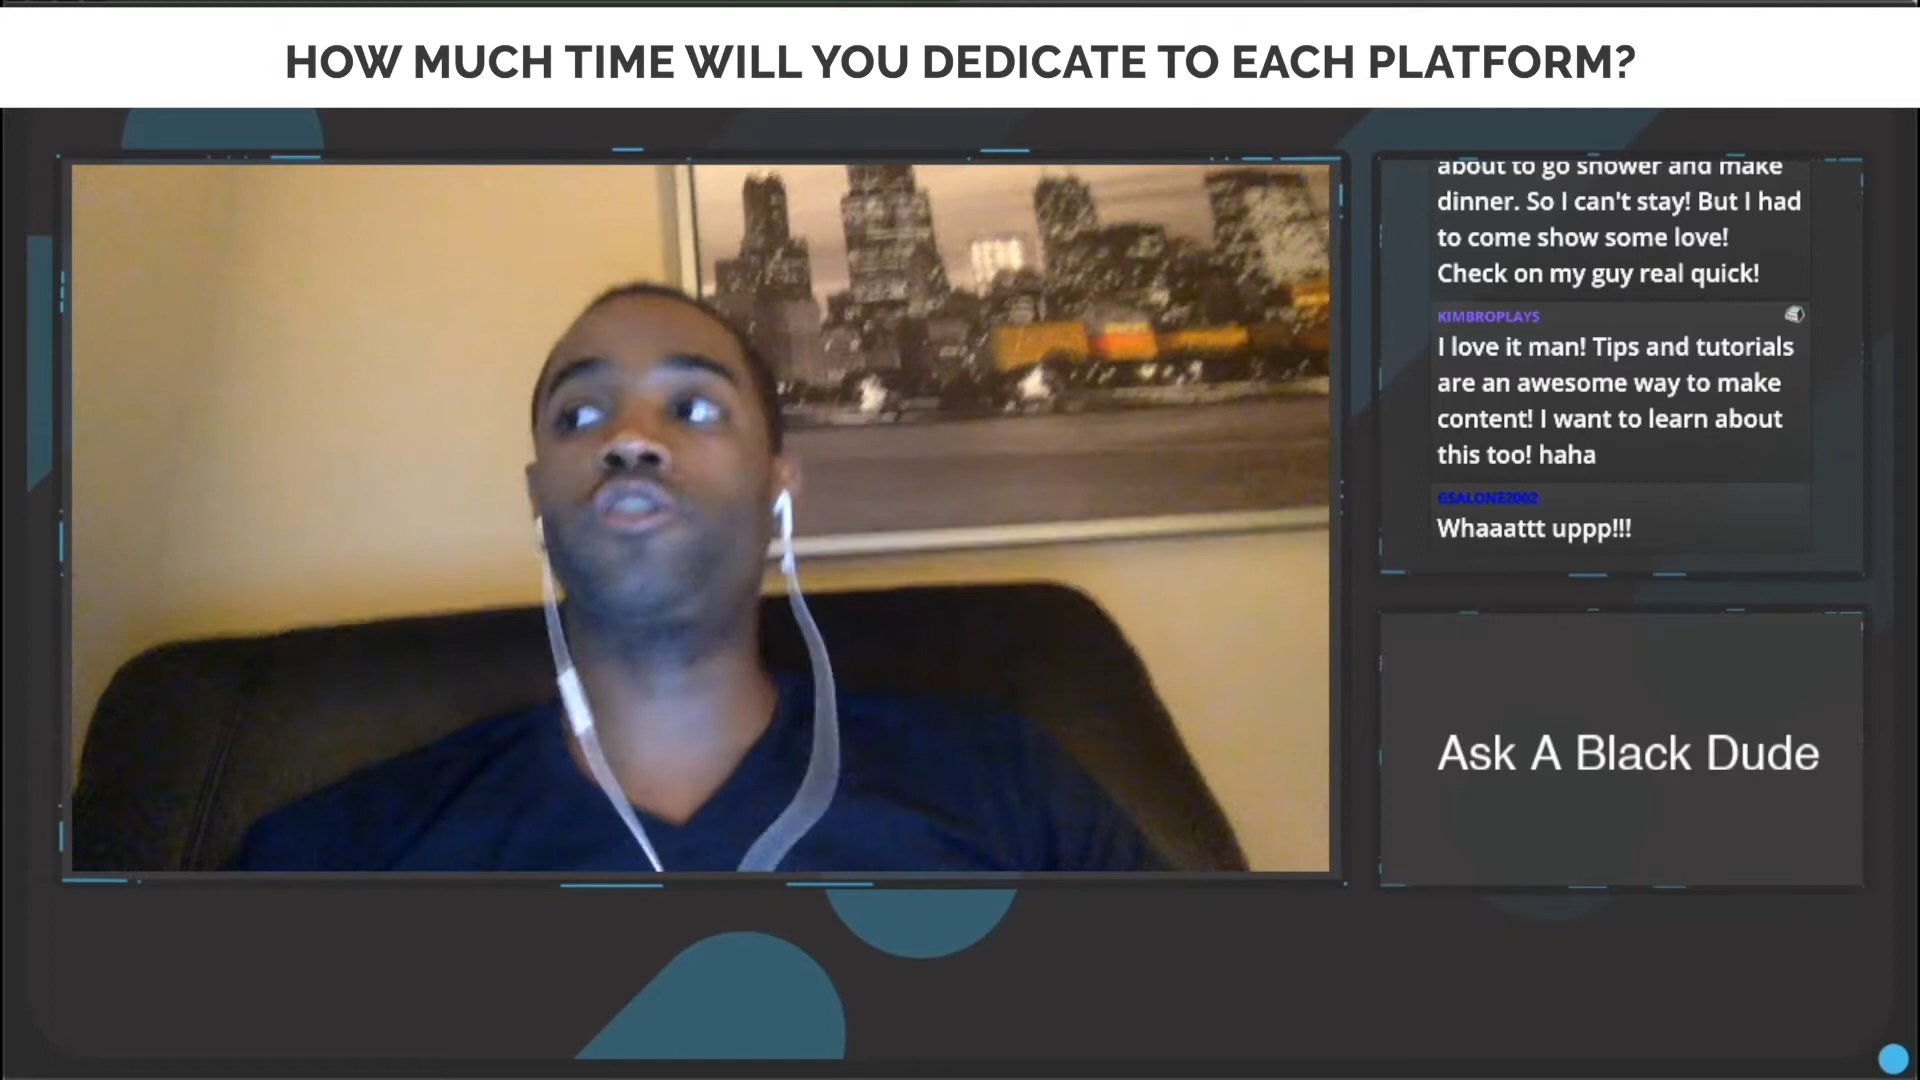 HOW MUCH TIME WILL YOU DEDICATE TO EACH PLATFORM?
about to go shower and make
dinner. So I can't stay! But I had
to come show some love!
Check on my guy real quick!
KIMBROPLAYS
I love it man! Tips and tutorials
are an awesome way to make
content! I want to learn about
this too! haha
GSALONE2002
Whaaattt uppp!!!
Ask A Black Dude